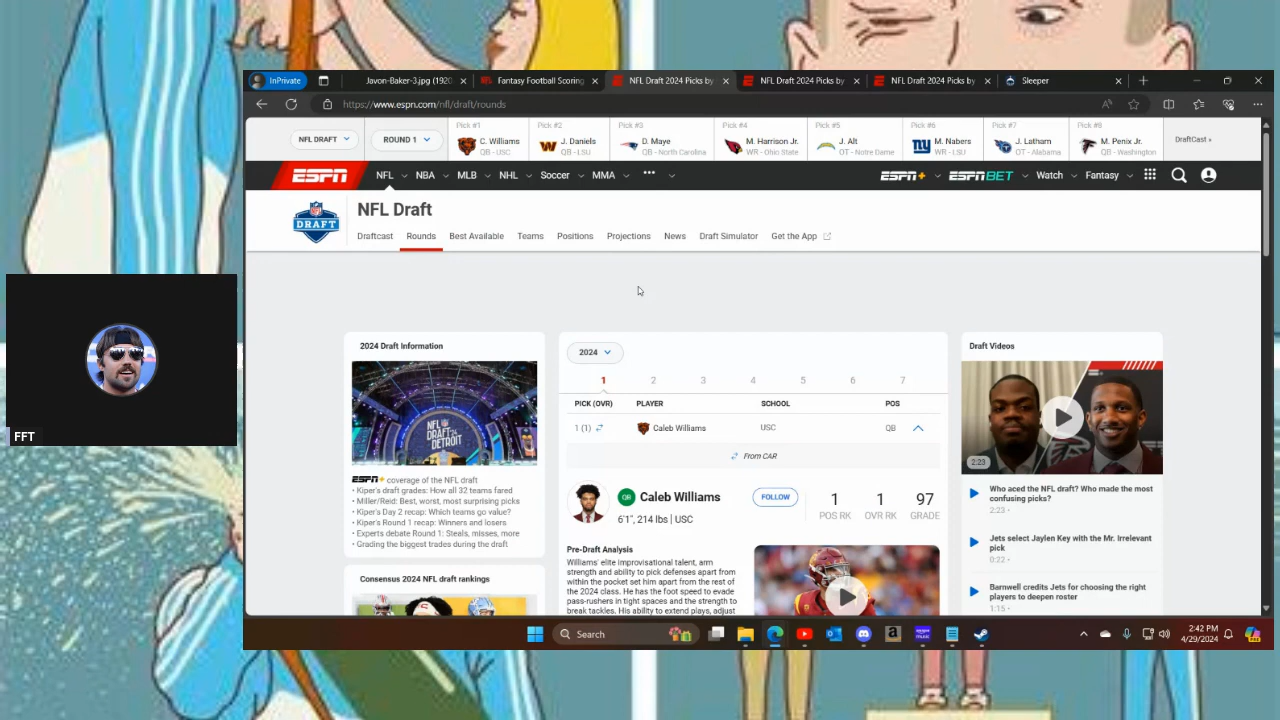 InPrivate
Javon-Baker-3.jpg (1920
Fantasy Football Scoring
NFL Draft 2024 Picks by
NFL Draft 2024 Picks by
NFL Draft 2024 Picks by
Sleeper
https://www.espn.com/nfl/draft/rounds
NFL DRAFT
ROUND 1
Pick #1
C. Williams
QB - USC
Pick #2
J. Daniels
QB - LSU
Pick #3
D. Maye
QB - North Carolina
Pick #4
M. Harrison Jr.
WR - Ohio State
Pick #5
J. Alt
OT - Notre Dame
Pick #6
M. Nabers
WR - LSU
Pick #7
J. Latham
OT - Alabama
Pick #8
M. Penix Jr.
QB - Washington
DraftCast »
ESPN
NFL
NBA
MLB
NHL
Soccer
MMA
•••
ESPN+
ESPN BET
Watch
Fantasy
DRAFT
NFL Draft
Draftcast
Rounds
Best Available
Teams
Positions
Projections
News
Draft Simulator
Get the App
FFT
2024 Draft Information
NFL
DRAFT 24
DETROIT
ESPN+ coverage of the NFL draft
• Kiper's draft grades: How all 32 teams fared
• Miller/Reid: Best, worst, most surprising picks
• Kiper's Day 2 recap: Which teams got value?
• Kiper's Round 1 recap: Winners and losers
• Experts debate Round 1: Steals, misses, more
• Grading the biggest trades during the draft
Consensus 2024 NFL draft rankings
2024
1 2 3 4 5 6 7
PICK (OVR) PLAYER SCHOOL POS
1 (1) Caleb Williams USC QB
From CAR
QB Caleb Williams
6'1", 214 lbs | USC
FOLLOW
1
POS RK
1
OVR RK
97
GRADE
Pre-Draft Analysis
Williams' elite improvisational talent, arm
strength and ability to pick defenses apart from
within the pocket set him apart from the rest of
the 2024 class. He has the foot speed to evade
pass-rushers in tight spaces and the strength to
break tackles. His ability to extend plays, adjust
Draft Videos
2:23
Who aced the NFL draft? Who made the most
confusing picks?
2:23 •
Jets select Jaylen Key with the Mr. Irrelevant
pick
0:22 •
Barnwell credits Jets for choosing the right
players to deepen roster
1:15 •
Search
2:42 PM
4/29/2024